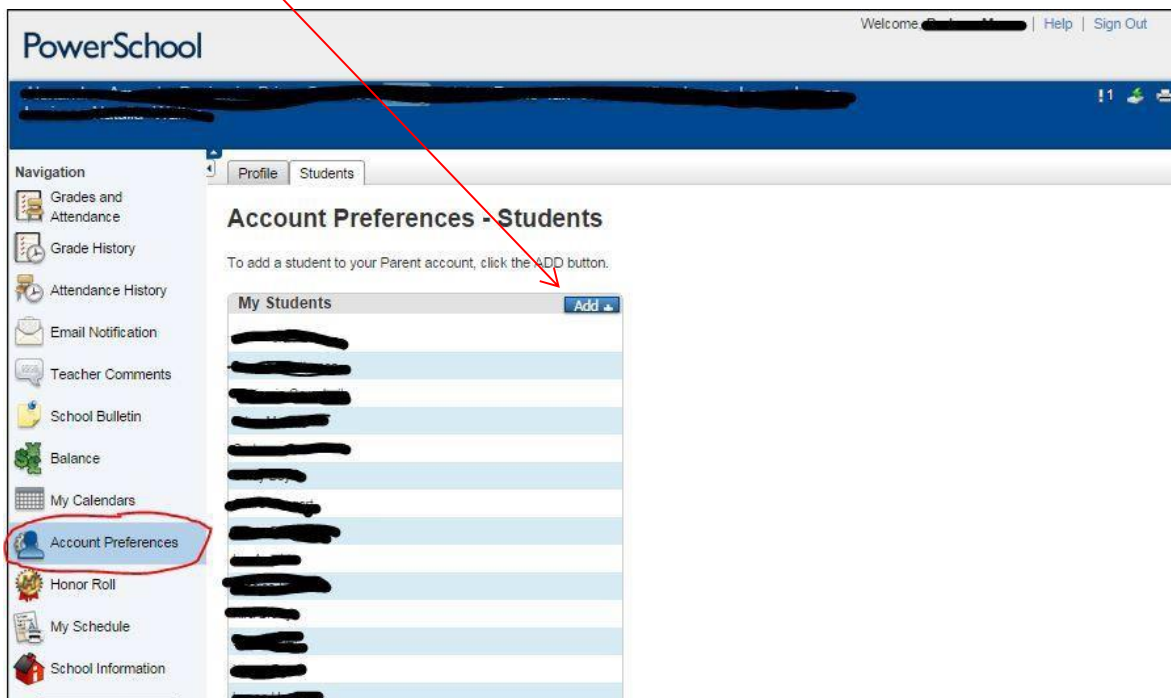 PowerSchool
Welcome, | Help | Sign Out
!1
Navigation
Grades and
Attendance
Grade History
Attendance History
Email Notification
Teacher Comments
School Bulletin
Balance
My Calendars
Account Preferences
Honor Roll
My Schedule
School Information
Profile
Students
Account Preferences - Students
To add a student to your Parent account, click the ADD button.
My Students
Add +